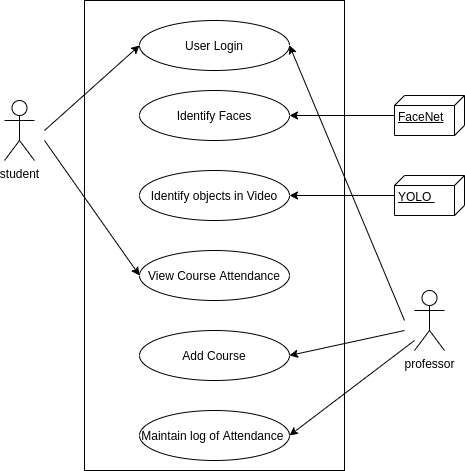 User Login
Identify Faces
FaceNet
student
Identify objects in Video
YOLO
View Course Attendance
Add Course
professor
Maintain log of Attendance